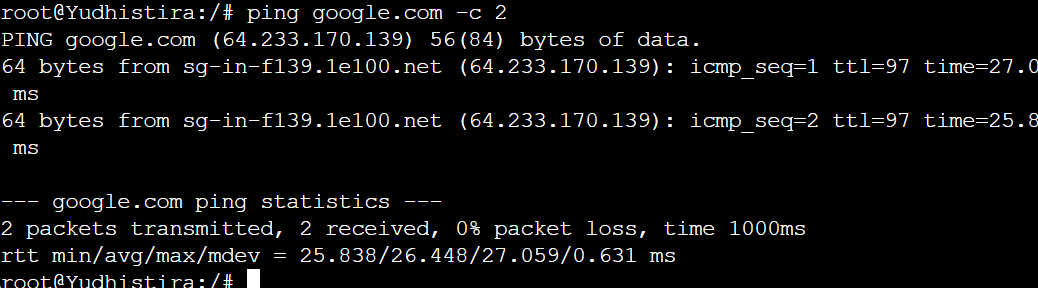 root@Yudhistira:/# ping google.com -c 2
PING google.com (64.233.170.139) 56(84) bytes of data.
64 bytes from sg-in-f139.1e100.net (64.233.170.139): icmp_seq=1 ttl=97 time=27.0
 ms
64 bytes from sg-in-f139.1e100.net (64.233.170.139): icmp_seq=2 ttl=97 time=25.8
 ms
--- google.com ping statistics ---
2 packets transmitted, 2 received, 0% packet loss, time 1000ms
rtt min/avg/max/mdev = 25.838/26.448/27.059/0.631 ms
root@Yudhistira:/#